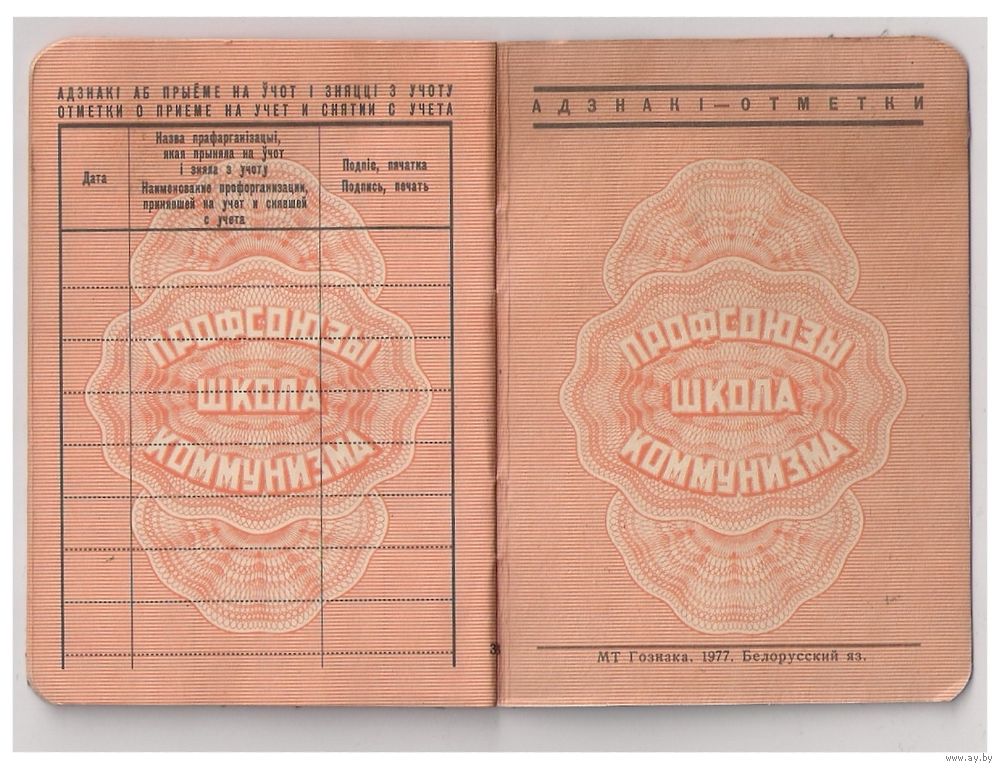 АДЗНАКІ АБ ПРЫЁМЕ НА ЎЧОТ І ЗНЯЦЦІ З УЧОТУ
ОТМЕТКИ О ПРИЕМЕ НА УЧЕТ И СНЯТИИ С УЧЕТА
Дата
Назва прафарганізацыі,
якая прыняла на ўчот
і зняла з учоту
Наименование профорганизации,
принявшей на учет и снявшей
с учета
Подпіс, пячатка
Подпись, печать
ПРОФСОЮЗЫ
ШКОЛА
КОММУНИЗМА
АДЗНАКІ—ОТМЕТКИ
ПРОФСОЮЗЫ
ШКОЛА
КОММУНИЗМА
МТ Гознака. 1977. Белорусский яз.
www.ay.by